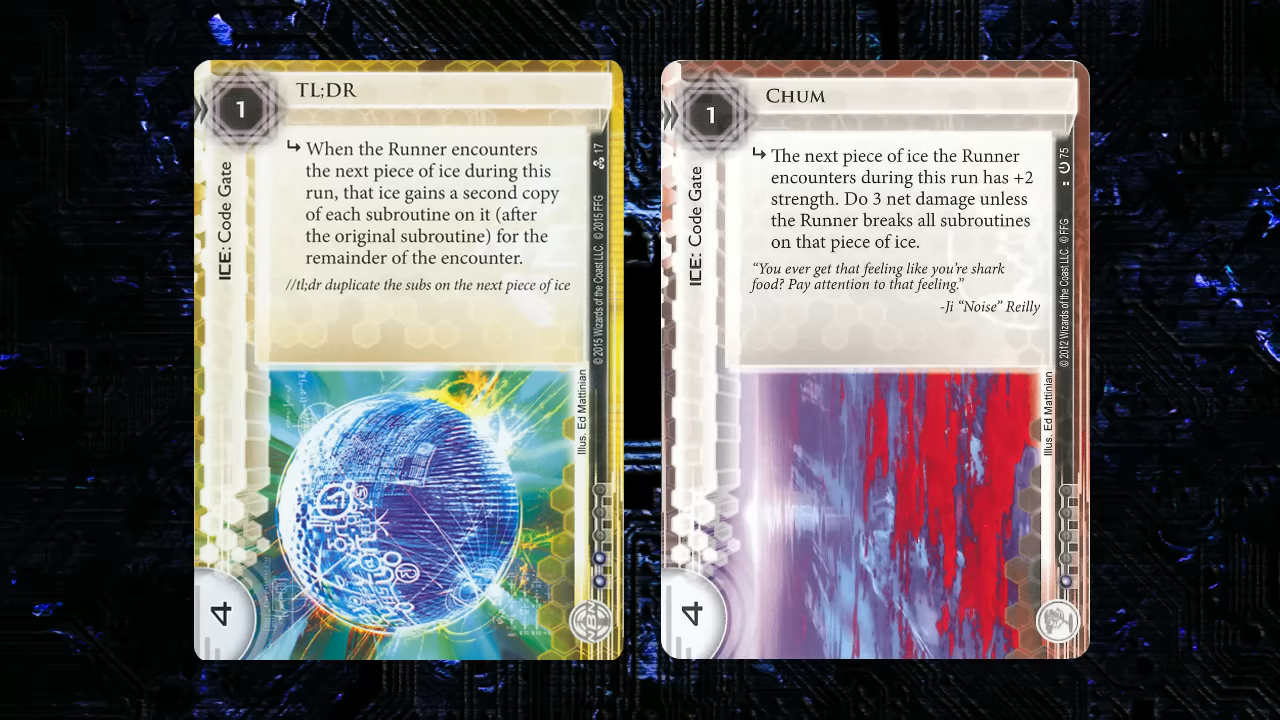 1
TL;DR
↳ When the Runner encounters
the next piece of ice during this
run, that ice gains a second copy
of each subroutine on it (after
the original subroutine) for the
remainder of the encounter.
//tl;dr duplicate the subs on the next piece of ice
ICE: Code Gate
17
© 2015 Wizards of the Coast LLC. © 2015 FFG
Illus. Ed Mattinian
4
NBN
1
Chum
↳ The next piece of ice the Runner
encounters during this run has +2
strength. Do 3 net damage unless
the Runner breaks all subroutines
on that piece of ice.
“You ever get that feeling like you’re shark
food? Pay attention to that feeling.”
-Ji “Noise” Reilly
ICE: Code Gate
75
© 2012 Wizards of the Coast LLC. © FFG
Illus. Ed Mattinian
4